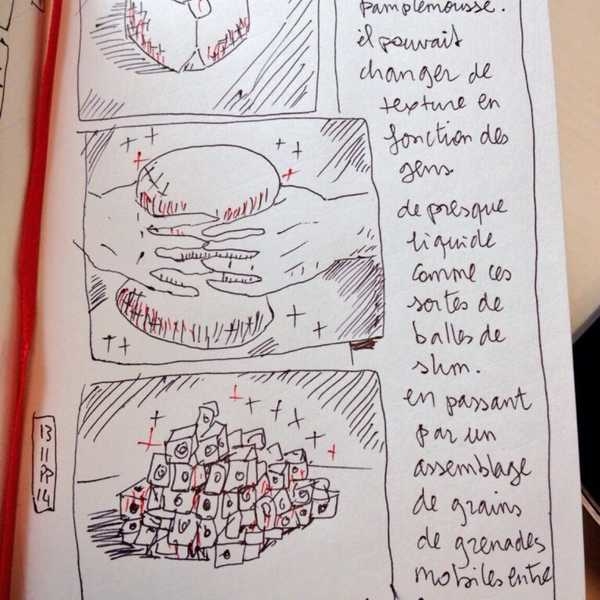 pamplemousse.
il pouvait
changer de
texture en
fonction des
gens
de presque
liquide
comme ces
sortes de
balles de
slim.
en passant
par un
assemblage
de grains
de grenades
mobiles entre
13
11
PP
14